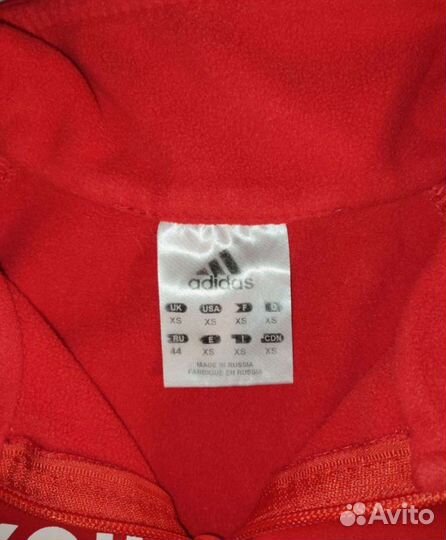 adidas
UK USA F D
XS XS XS XS
RU E I CDN
44 XS XS XS
MADE IN RUSSIA
FABRIQUE EN RUSSIA
Avito